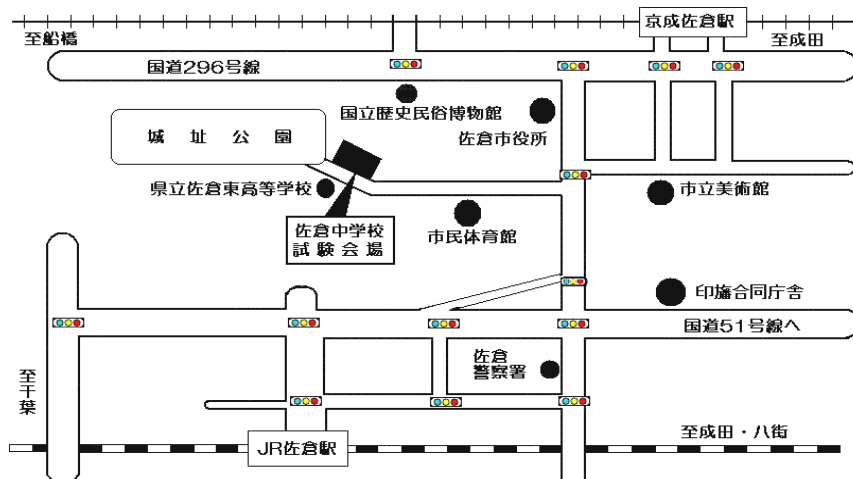 京成佐倉駅
至船橋
至成田
国道296号線
国立歴史民俗博物館
佐倉市役所
城址公園
県立佐倉東高等学校
市立美術館
佐倉中学校
試験会場
市民体育館
印旛合同庁舎
国道51号線へ
佐倉
警察署
至千葉
JR佐倉駅
至成田・八街